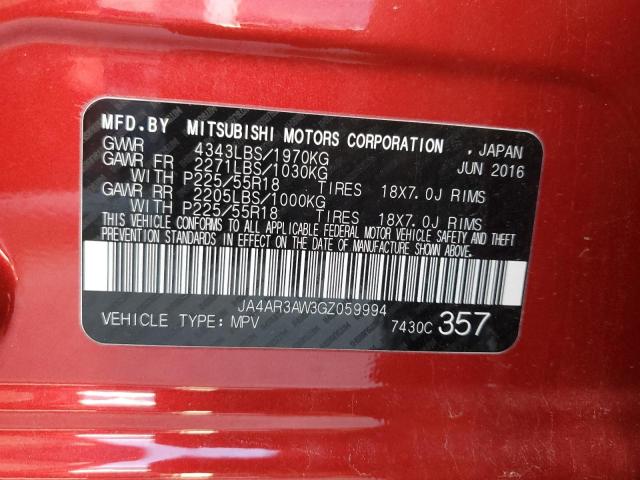 MFD.BY MITSUBISHI MOTORS CORPORATION , JAPAN
GVWR 4343LBS/1970KG JUN 2016
GAWR FR 2271LBS/1030KG
WITH P225/55R18 TIRES 18X7.0J RIMS
GAWR RR 2205LBS/1000KG
WITH P225/55R18 TIRES 18X7.0J RIMS
THIS VEHICLE CONFORMS TO ALL APPLICABLE FEDERAL MOTOR VEHICLE SAFETY AND THEFT
PREVENTION STANDARDS IN EFFECT ON THE DATE OF MANUFACTURE SHOWN ABOVE.
JA4AR3AW3GZ059994
VEHICLE TYPE: MPV 7430C 357